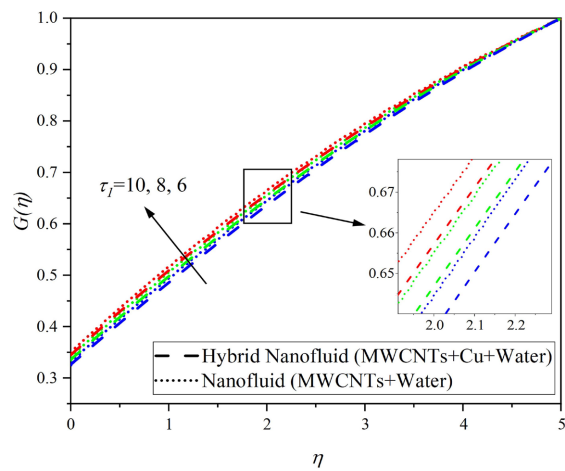 1.0
0.9
0.8
0.7
0.6
0.5
0.4
0.3
G(η)
τ₁=10, 8, 6
0.67
0.66
0.65
2.0 2.1 2.2
Hybrid Nanofluid (MWCNTs+Cu+Water)
Nanofluid (MWCNTs+Water)
0 1 2 3 4 5
η